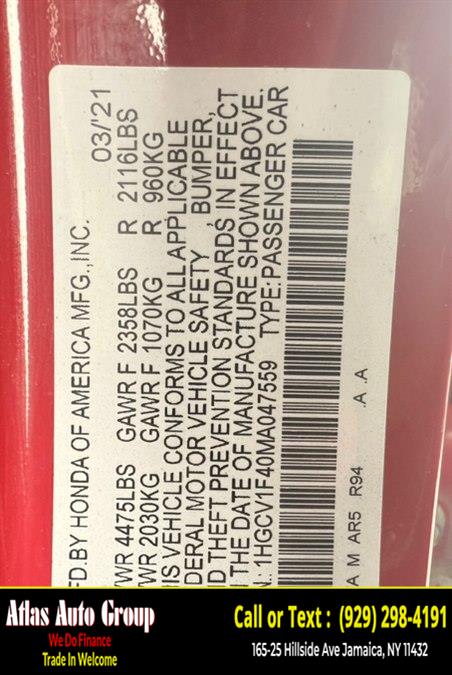 FD.BY HONDA OF AMERICA MFG.,INC. 03/'21
WR 4475LBS GAWR F 2358LBS R 2116LBS
WR 2030KG GAWR F 1070KG R 960KG
IS VEHICLE CONFORMS TO ALL APPLICABLE
DERAL MOTOR VEHICLE SAFETY, BUMPER,
D THEFT PREVENTION STANDARDS IN EFFECT
THE DATE OF MANUFACTURE SHOWN ABOVE.
N.: 1HGCV1F40MA047559 TYPE:PASSENGER CAR
A M AR5 R94 .A .A
Atlas Auto Group
We Do Finance
Trade In Welcome
Call or Text : (929) 298-4191
165-25 Hillside Ave Jamaica, NY 11432